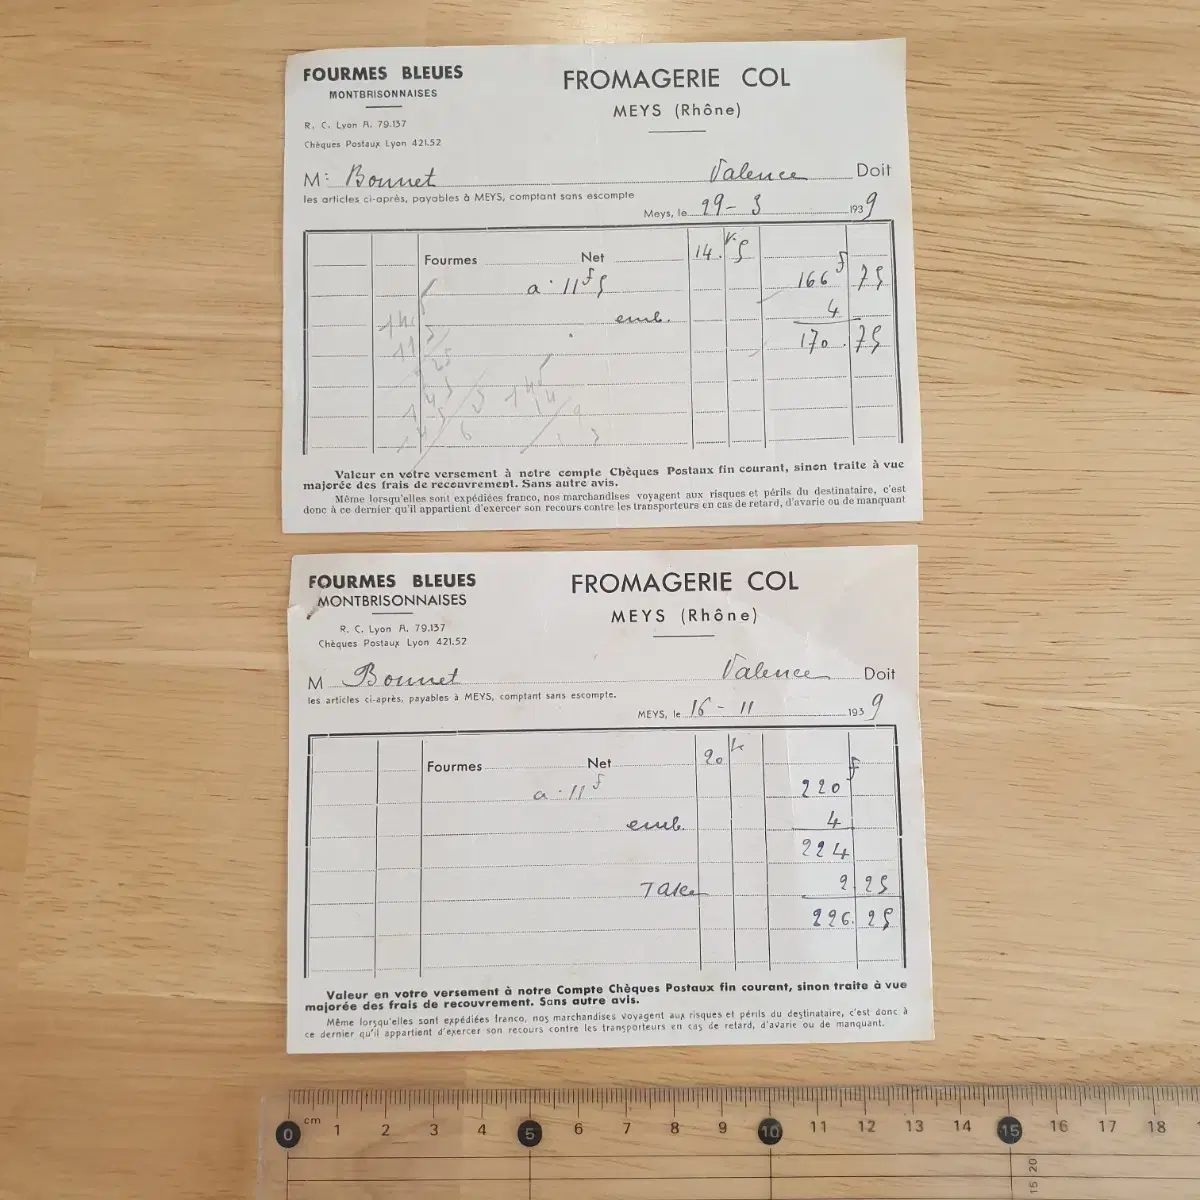 FOURMES BLEUES
MONTBRISONNAISES
R. C. Lyon A. 79.137
Chèques Postaux Lyon 421.52
FROMAGERIE COL
MEYS (Rhône)
M: Bonnet Valence Doit
les articles ci-après, payables à MEYS, comptant sans escompte
Meys, le 29 - 3 1939
Fourmes Net 14. K. 5
a 11 f 5 166 f 75
emb. 4
170. 75
Valeur en votre versement à notre compte Chèques Postaux fin courant, sinon traite à vue
majorée des frais de recouvrement. Sans autre avis.
Même lorsqu'elles sont expédiées franco, nos marchandises voyagent aux risques et périls du destinataire, c'est
donc à ce dernier qu'il appartient d'exercer son recours contre les transporteurs en cas de retard, d'avarie ou de manquant
FOURMES BLEUES
MONTBRISONNAISES
R. C. Lyon A. 79.137
Chèques Postaux Lyon 421.52
FROMAGERIE COL
MEYS (Rhône)
M Bonnet Valence Doit
les articles ci-après, payables à MEYS, comptant sans escompte.
MEYS, le 16 - 11 1939
Fourmes Net 20 K
a 11 f 220 f
emb. 4
224
Taxe 2 25
226. 25
Valeur en votre versement à notre Compte Chèques Postaux fin courant, sinon traite à vue
majorée des frais de recouvrement. Sans autre avis.
Même lorsqu'elles sont expédiées franco, nos marchandises voyagent aux risques et périls du destinataire, c'est donc à
ce dernier qu'il appartient d'exercer son recours contre les transporteurs en cas de retard, d'avarie ou de manquant.
0 cm 1 2 3 4 5 6 7 8 9 10 11 12 13 14 15 16 17 18
20
15